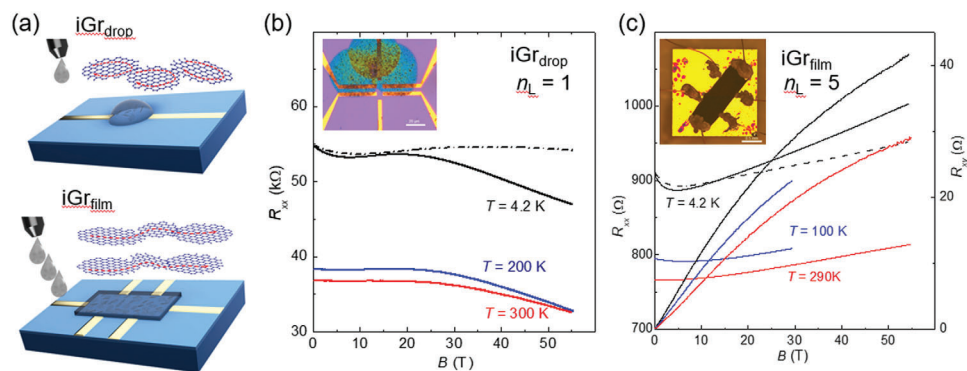 (a)
iGrdrop
iGrfilm
(b)
iGrdrop
nL = 1
60
50
40
30
Rxx (kΩ)
T = 4.2 K
T = 200 K
T = 300 K
0 10 20 30 40 50
B (T)
(c)
iGrfilm
nL = 5
1000
900
800
700
Rxx (Ω)
T = 4.2 K
T = 100 K
T = 290K
40
30
20
10
0
Rxy (Ω)
0 10 20 30 40 50
B (T)